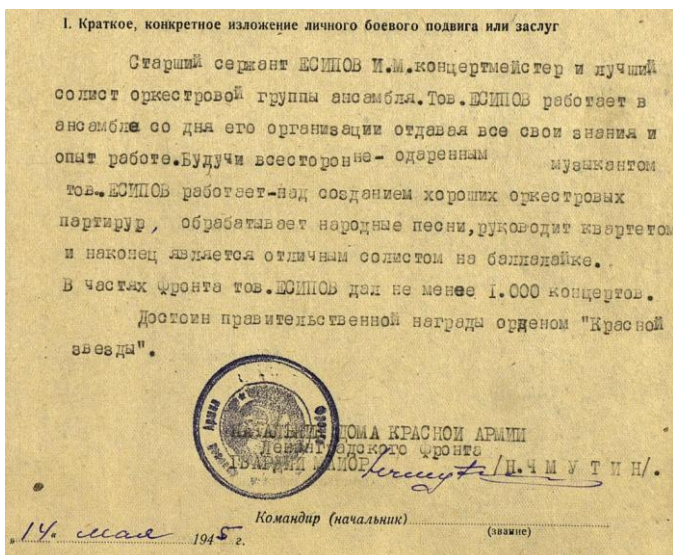 I. Краткое, конкретное изложение личного боевого подвига или заслуг
Старший сержант ЕСИПОВ И.М.концертмейстер и лучший
солист оркестровой группы ансамбля.Тов.ЕСИПОВ работает в
ансамбле со дня его организации отдавая все свои знания и
опыт работе.Будучи всесторонне- одаренным музыкантом
тов.ЕСИПОВ работает-над созданием хороших оркестровых
партирур, обрабатывает народные песни,руководит квартетом
и наконец является отличным солистом на баллалайке.
В частях фронта тов.ЕСИПОВ дал не менее I.000 концертов.
Достоин правительственной награды орденом "Красной
звезды".
НАЧАЛЬНИК ДОМА КРАСНОЙ АРМИИ
Ленинградского фронта
ГВАРДИИ МАЙОР /П.Ч М У Т И Н/.
Командир (начальник)
(звание)
„14" мая 1945 г.